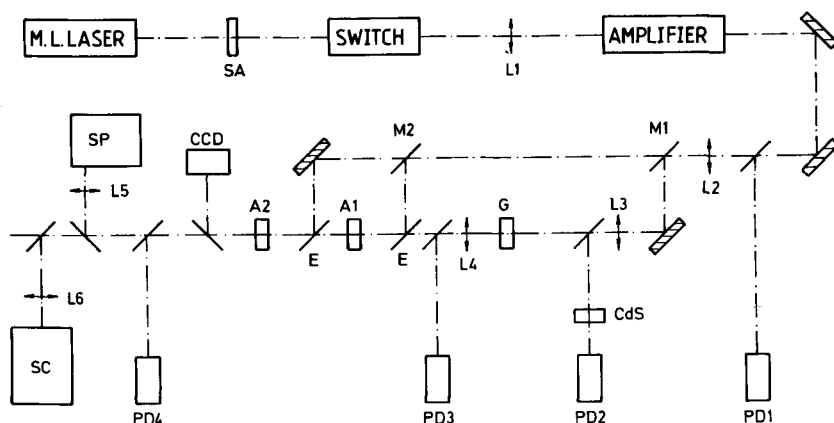 M.L.LASER
SWITCH
AMPLIFIER
SA
L1
SP
CCD
M2
M1
L5
L2
A2
A1
G
L3
E
E
L4
L6
CdS
SC
PD4
PD3
PD2
PD1